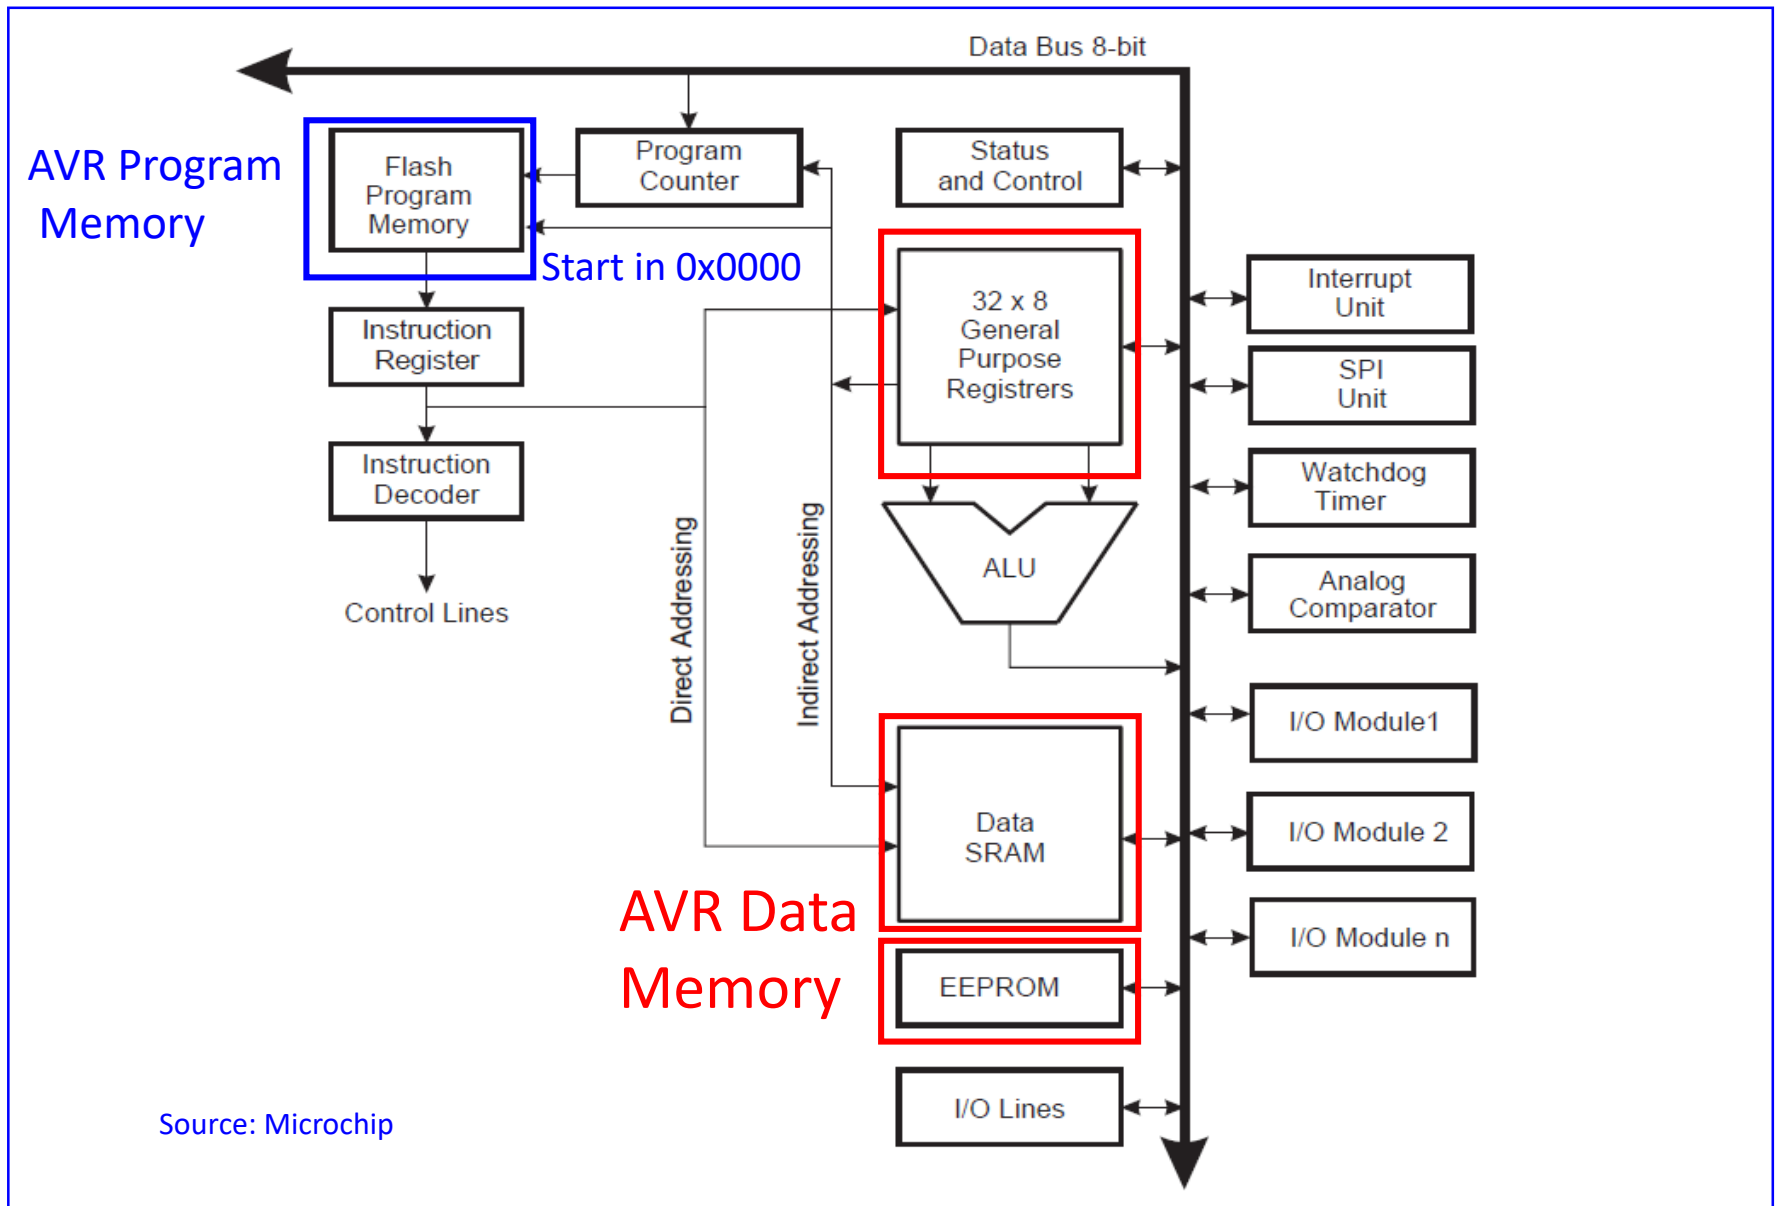 Data Bus 8-bit
AVR Program
Memory
Flash
Program
Memory
Program
Counter
Start in 0x0000
Status
and Control
Instruction
Register
32 x 8
General
Purpose
Registrers
Interrupt
Unit
SPI
Unit
Instruction
Decoder
Watchdog
Timer
Control Lines
Direct Addressing
Indirect Addressing
ALU
Analog
Comparator
I/O Module1
Data
SRAM
I/O Module 2
AVR Data
Memory
I/O Module n
EEPROM
I/O Lines
Source: Microchip